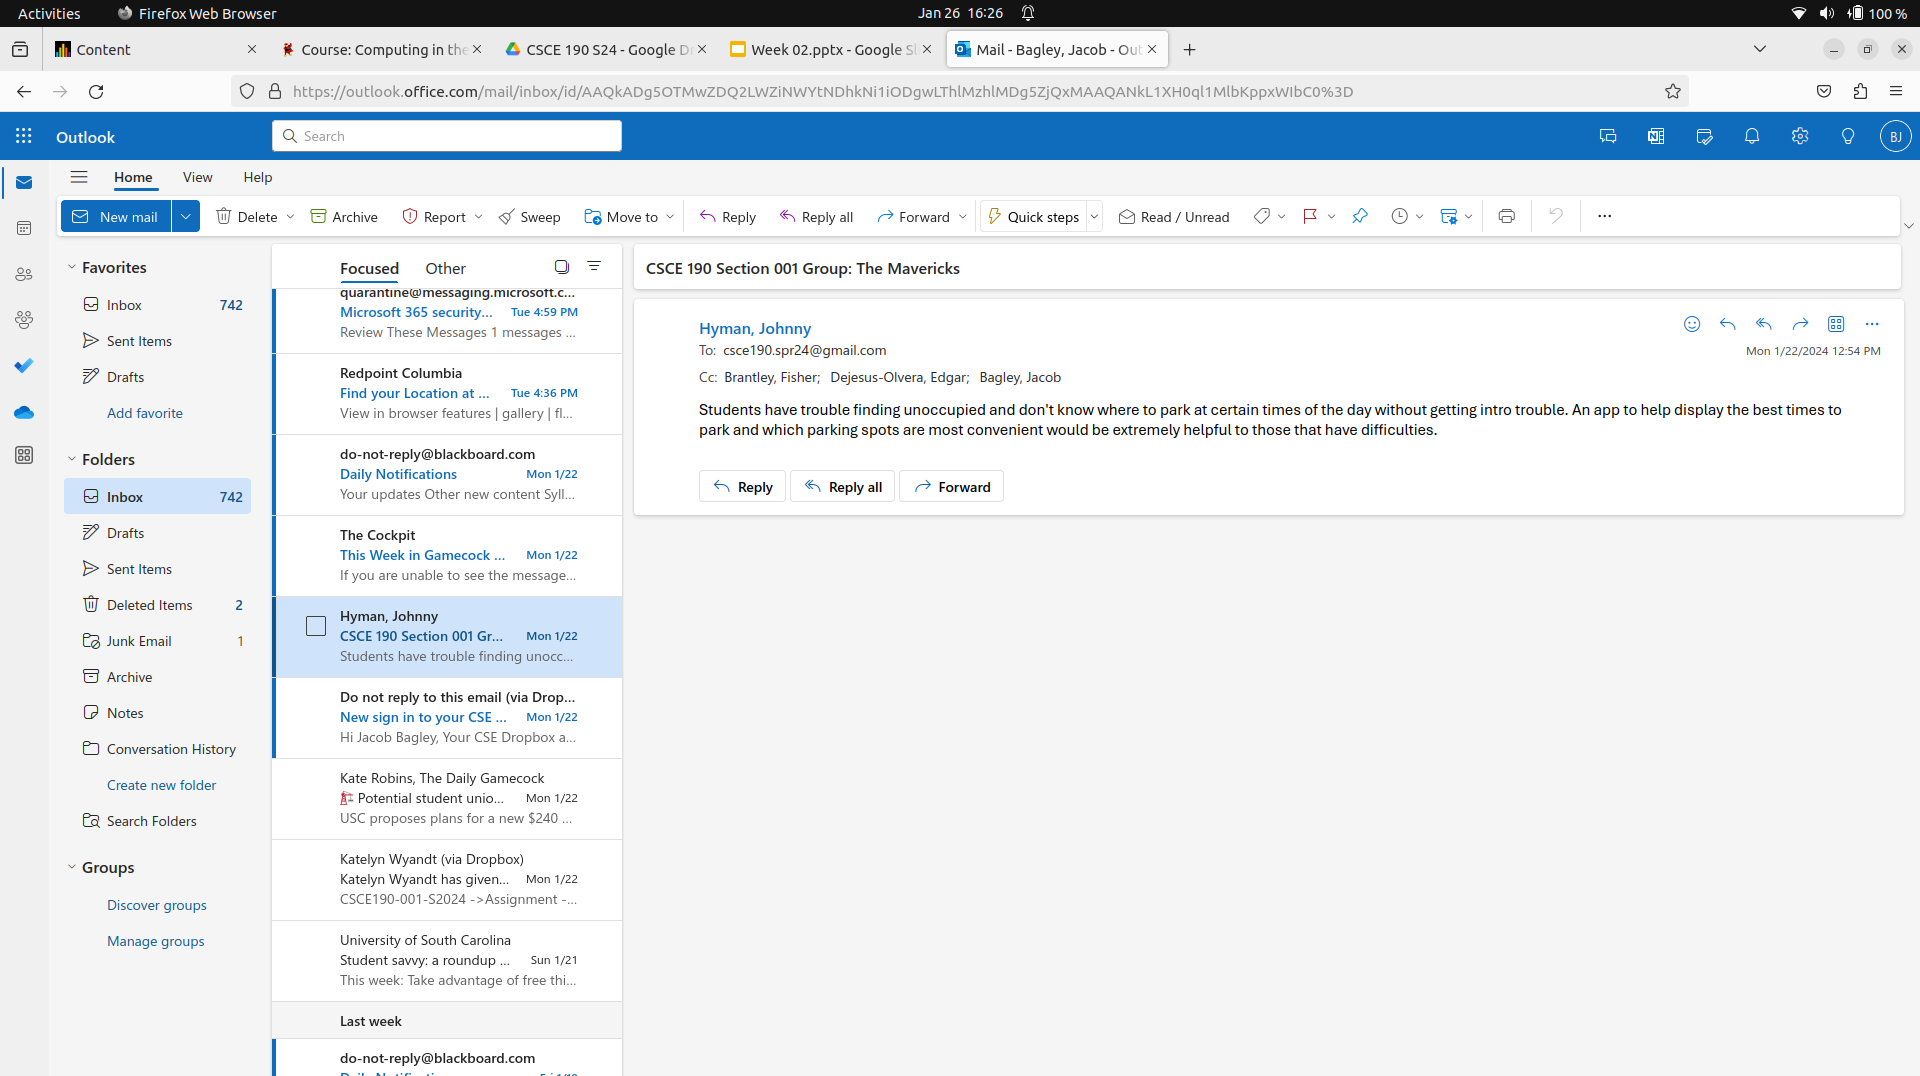 Activities
Firefox Web Browser
Jan 26 16:26
100 %
Content
Course: Computing in the
CSCE 190 S24 - Google Dr
Week 02.pptx - Google Sl
Mail - Bagley, Jacob - Out
https://outlook.office.com/mail/inbox/id/AAQkADg5OTMwZDQ2LWZiNWYtNDhkNi1iODgwLThlMzhlMDg5ZjQxMAAQANkL1XH0ql1MlbKppxWIbC0%3D
Outlook
Search
BJ
Home
View
Help
New mail
Delete
Archive
Report
Sweep
Move to
Reply
Reply all
Forward
Quick steps
Read / Unread
Favorites
Inbox 742
Sent Items
Drafts
Add favorite
Folders
Inbox 742
Drafts
Sent Items
Deleted Items 2
Junk Email 1
Archive
Notes
Conversation History
Create new folder
Search Folders
Groups
Discover groups
Manage groups
Focused
Other
quarantine@messaging.microsoft.c...
Microsoft 365 security... Tue 4:59 PM
Review These Messages 1 messages ...
Redpoint Columbia
Find your Location at ... Tue 4:36 PM
View in browser features | gallery | fl...
do-not-reply@blackboard.com
Daily Notifications Mon 1/22
Your updates Other new content Syll...
The Cockpit
This Week in Gamecock ... Mon 1/22
If you are unable to see the message...
Hyman, Johnny
CSCE 190 Section 001 Gr... Mon 1/22
Students have trouble finding unocc...
Do not reply to this email (via Drop...
New sign in to your CSE ... Mon 1/22
Hi Jacob Bagley, Your CSE Dropbox a...
Kate Robins, The Daily Gamecock
Potential student unio... Mon 1/22
USC proposes plans for a new $240 ...
Katelyn Wyandt (via Dropbox)
Katelyn Wyandt has given... Mon 1/22
CSCE190-001-S2024 ->Assignment -...
University of South Carolina
Student savvy: a roundup ... Sun 1/21
This week: Take advantage of free thi...
Last week
do-not-reply@blackboard.com
CSCE 190 Section 001 Group: The Mavericks
Hyman, Johnny
To: csce190.spr24@gmail.com
Mon 1/22/2024 12:54 PM
Cc: Brantley, Fisher; Dejesus-Olvera, Edgar; Bagley, Jacob
Students have trouble finding unoccupied and don't know where to park at certain times of the day without getting intro trouble. An app to help display the best times to
park and which parking spots are most convenient would be extremely helpful to those that have difficulties.
Reply
Reply all
Forward